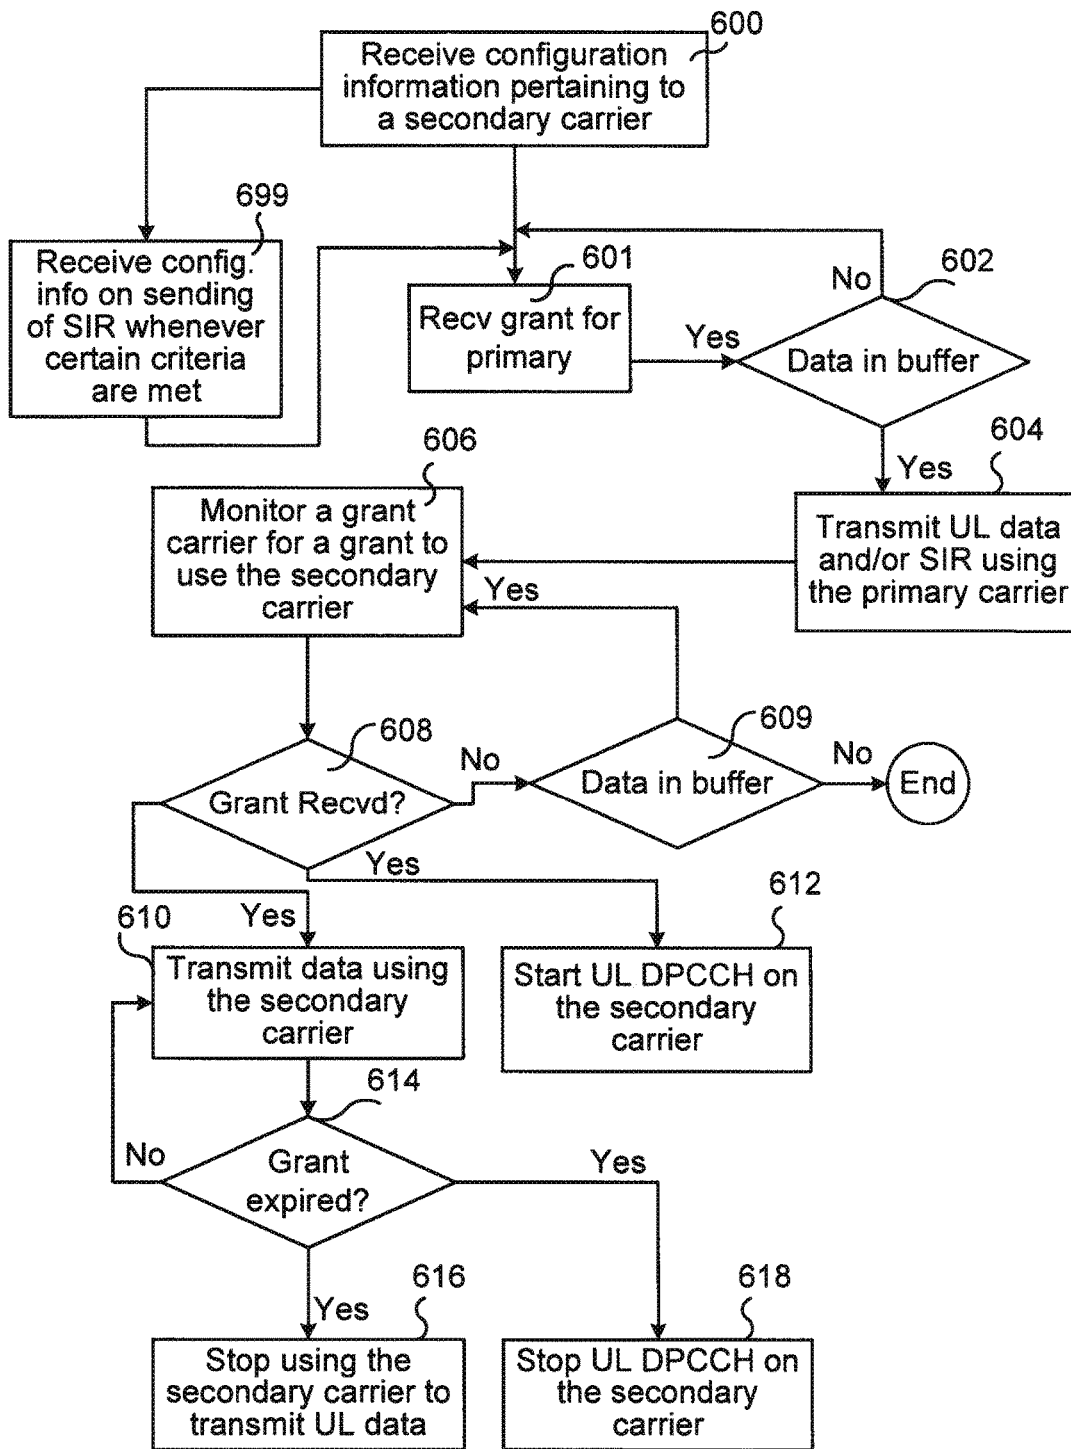 600
Receive configuration
information pertaining to
a secondary carrier
699
Receive config.
info on sending
of SIR whenever
certain criteria
are met
601
Recv grant for
primary
Yes
No
602
Data in buffer
Yes
604
Transmit UL data
and/or SIR using
the primary carrier
606
Monitor a grant
carrier for a grant to
use the secondary
carrier
Yes
608
Grant Recvd?
No
609
Data in buffer
No
End
Yes
Yes
610
Transmit data using
the secondary
carrier
612
Start UL DPCCH on
the secondary
carrier
614
Grant
expired?
No
Yes
Yes
616
Stop using the
secondary carrier to
transmit UL data
618
Stop UL DPCCH on
the secondary
carrier